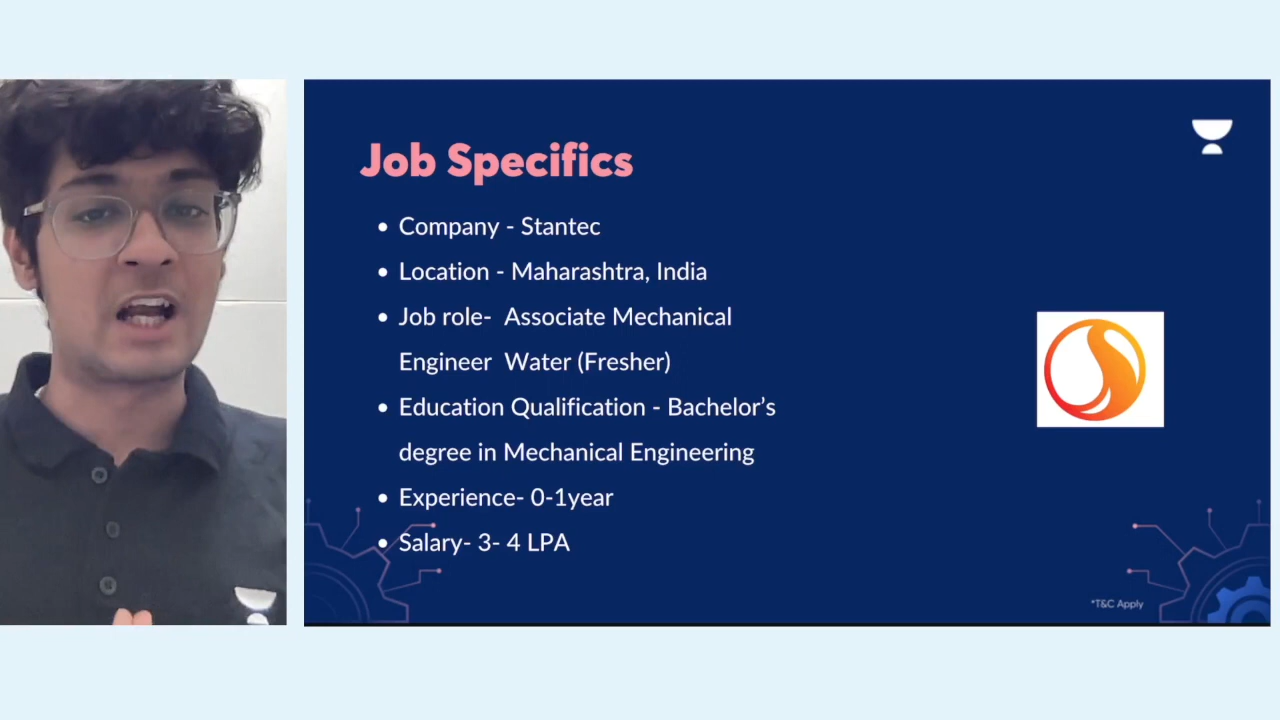 Job Specifics
Company - Stantec
Location - Maharashtra, India
Job role-  Associate Mechanical
Engineer  Water (Fresher)
Education Qualification - Bachelor’s
degree in Mechanical Engineering
Experience- 0-1year
Salary- 3- 4 LPA
*T&C Apply